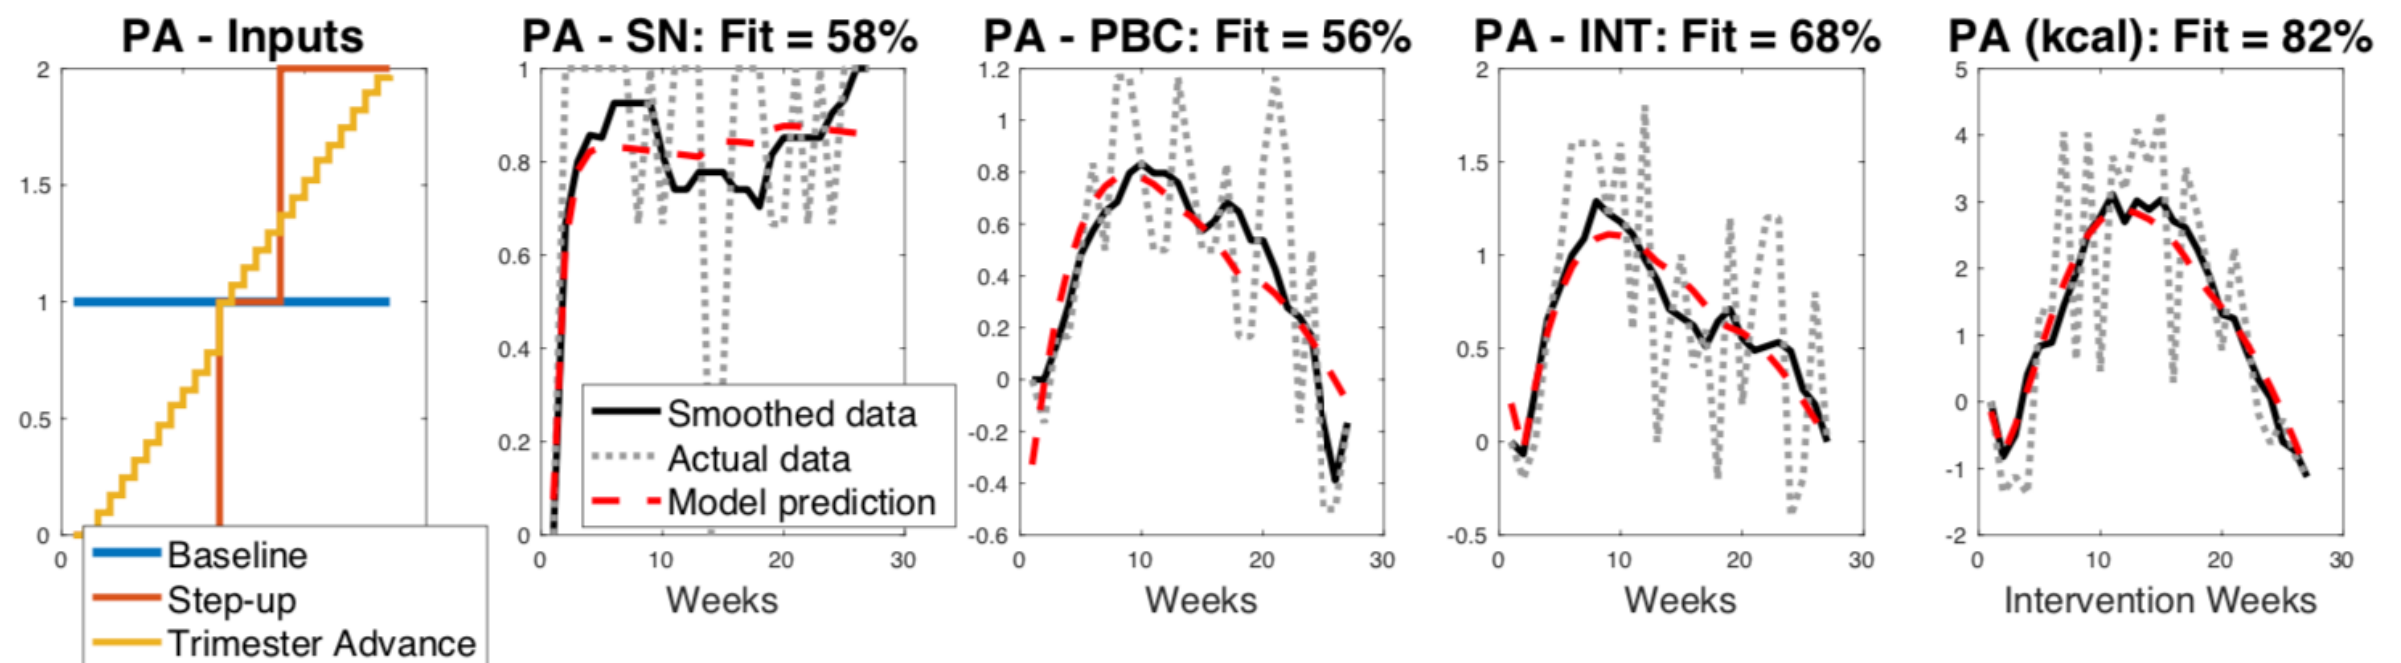 PA - Inputs
2
1.5
1
0.5
0
0
Baseline
Step-up
Trimester Advance
PA - SN: Fit = 58%
1
0.8
0.6
0.4
0.2
0
0 10 20 30
Weeks
Smoothed data
Actual data
Model prediction
PA - PBC: Fit = 56%
1.2
1
0.8
0.6
0.4
0.2
0
-0.2
-0.4
-0.6
0 10 20 30
Weeks
PA - INT: Fit = 68%
2
1.5
1
0.5
0
-0.5
0 10 20 30
Weeks
PA (kcal): Fit = 82%
5
4
3
2
1
0
-1
-2
0 10 20 30
Intervention Weeks